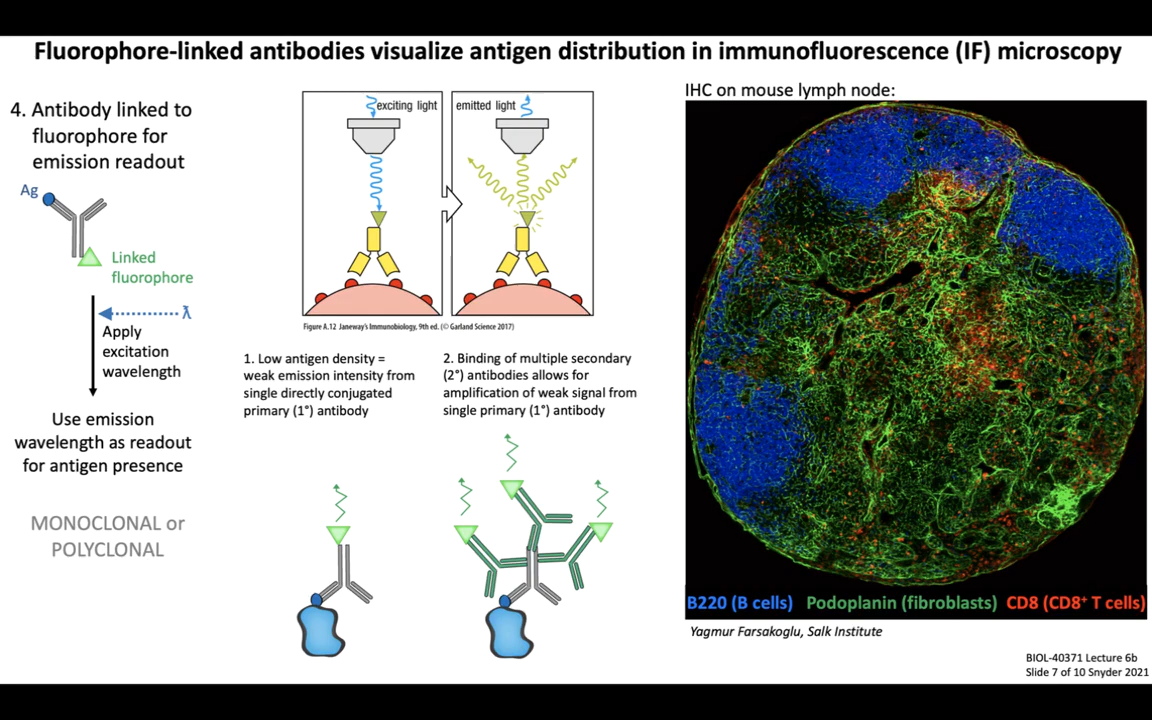 Fluorophore-linked antibodies visualize antigen distribution in immunofluorescence (IF) microscopy
4. Antibody linked to
fluorophore for
emission readout
Ag
Linked
fluorophore
λ
Apply
excitation
wavelength
Use emission
wavelength as readout
for antigen presence
MONOCLONAL or
POLYCLONAL
exciting light
emitted light
Figure A.12 Janeway's Immunobiology, 9th ed. (© Garland Science 2017)
1. Low antigen density =
weak emission intensity from
single directly conjugated
primary (1°) antibody
2. Binding of multiple secondary
(2°) antibodies allows for
amplification of weak signal from
single primary (1°) antibody
IHC on mouse lymph node:
B220 (B cells) Podoplanin (fibroblasts) CD8 (CD8⁺ T cells)
Yagmur Farsakoglu, Salk Institute
BIOL-40371 Lecture 6b
Slide 7 of 10 Snyder 2021